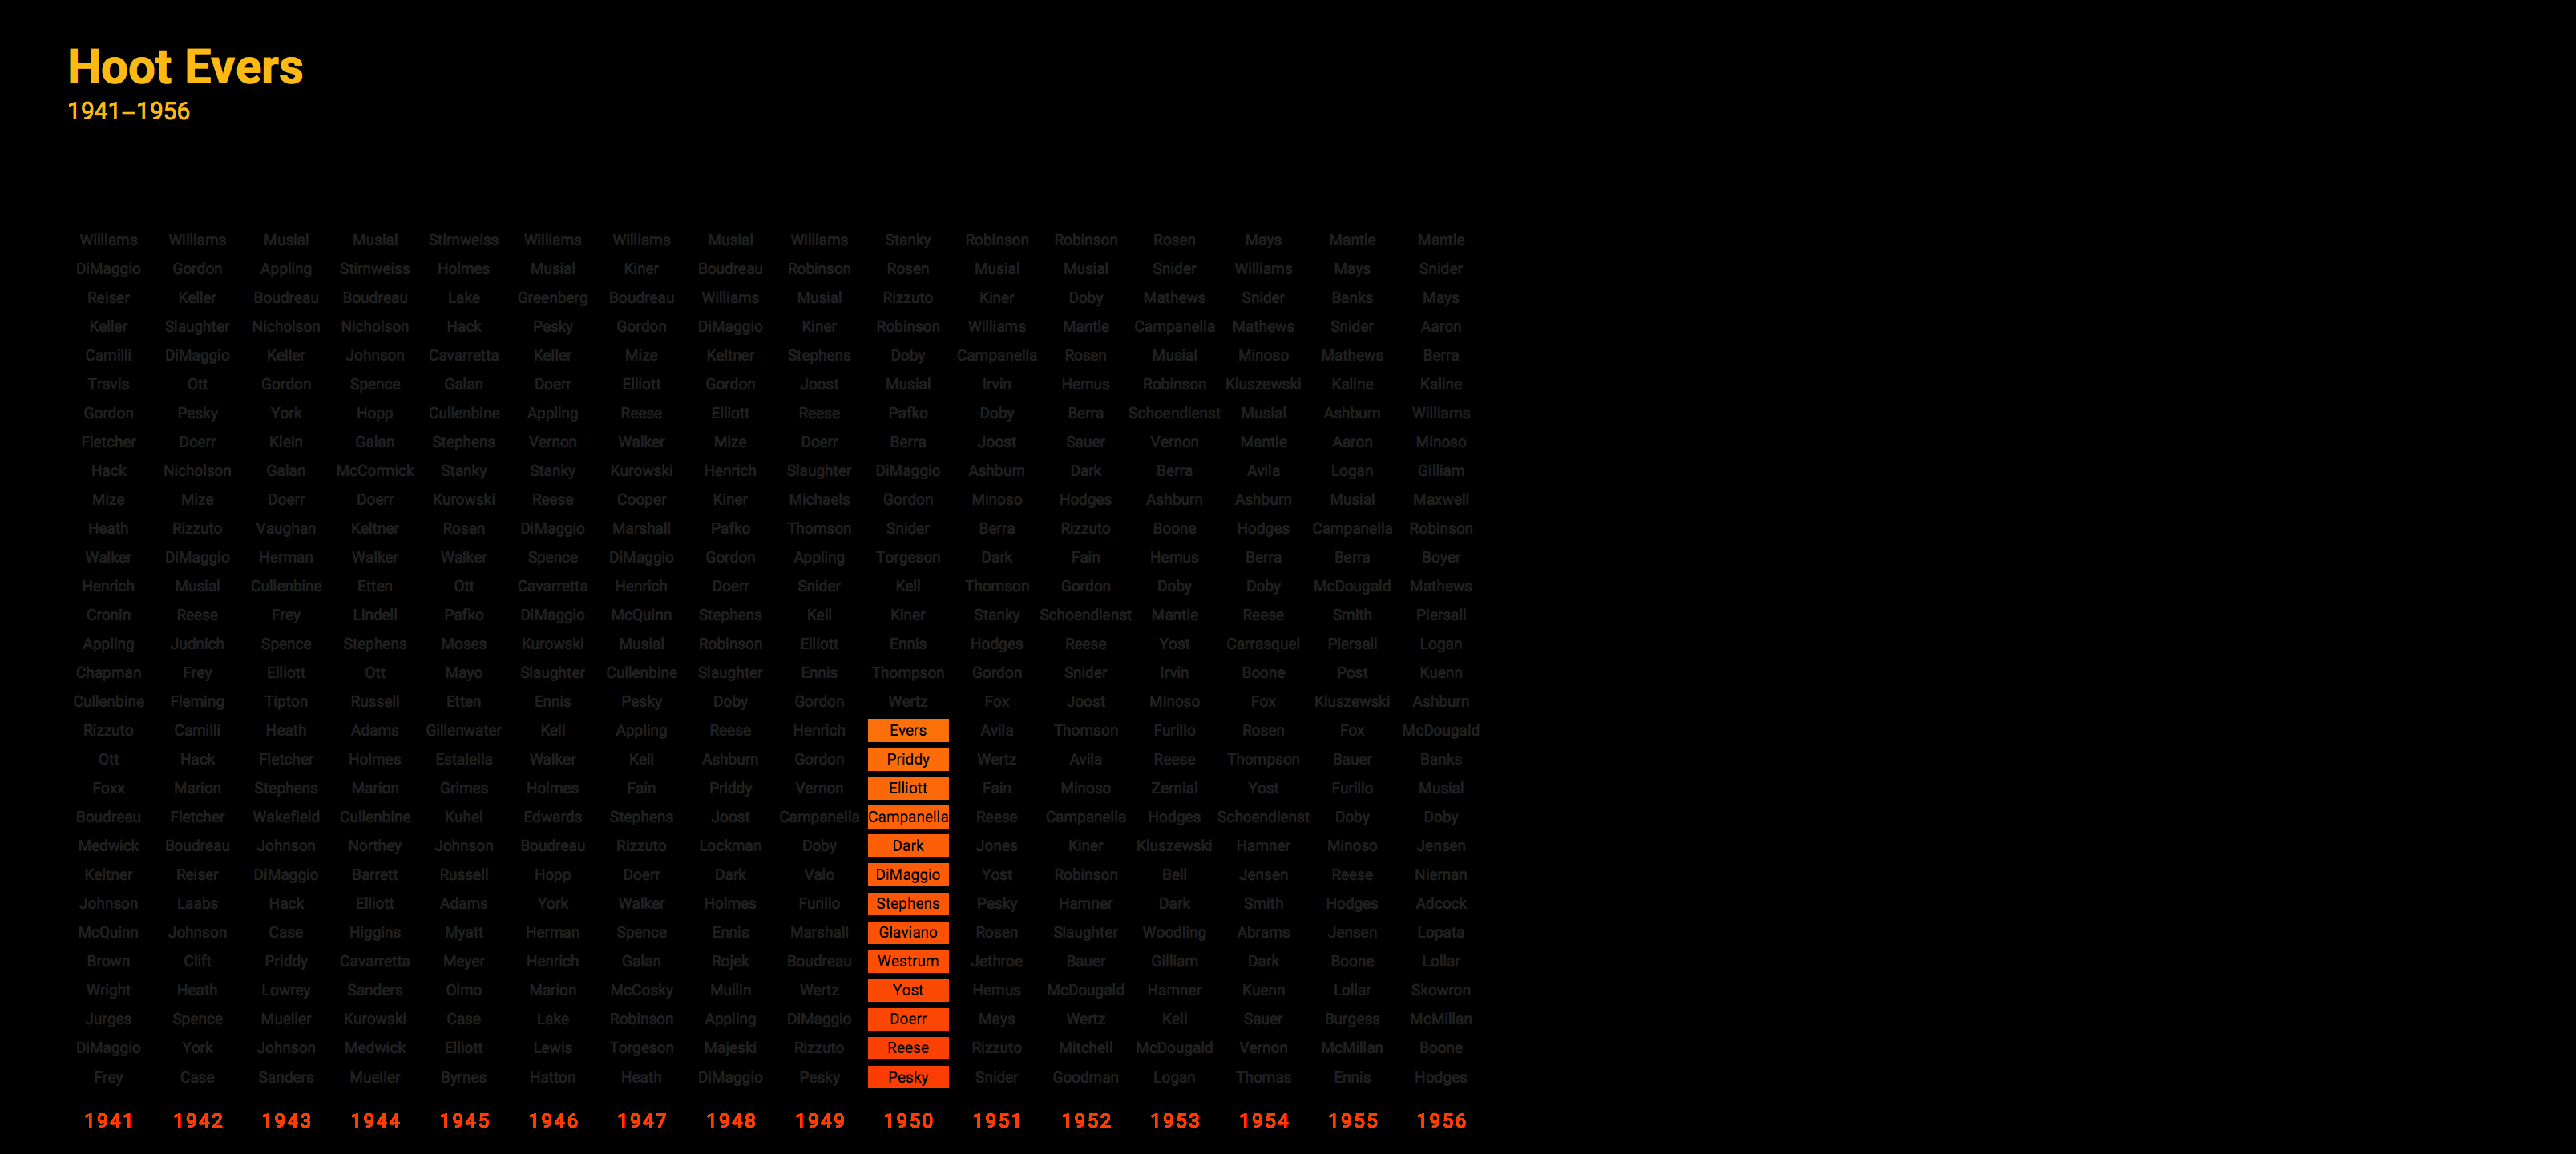 Hoot Evers
1941–1956
Williams Williams Musial Musial Stirnweiss Williams Williams Musial Williams Stanky Robinson Robinson Rosen Mays Mantle Mantle
DiMaggio Gordon Appling Stirnweiss Holmes Musial Kiner Boudreau Robinson Rosen Musial Musial Snider Williams Mays Snider
Reiser Keller Boudreau Boudreau Lake Greenberg Boudreau Williams Musial Rizzuto Kiner Doby Mathews Snider Banks Mays
Keller Slaughter Nicholson Nicholson Hack Pesky Gordon DiMaggio Kiner Robinson Williams Mantle Campanella Mathews Snider Aaron
Camilli DiMaggio Keller Johnson Cavarretta Keller Mize Keltner Stephens Doby Campanella Rosen Musial Minoso Mathews Berra
Travis Ott Gordon Spence Galan Doerr Elliott Gordon Joost Musial Irvin Hemus Robinson Kluszewski Kaline Kaline
Gordon Pesky York Hopp Cullenbine Appling Reese Elliott Reese Pafko Doby Berra Schoendienst Musial Ashburn Williams
Fletcher Doerr Klein Galan Stephens Vernon Walker Mize Doerr Berra Joost Sauer Vernon Mantle Aaron Minoso
Hack Nicholson Galan McCormick Stanky Stanky Kurowski Henrich Slaughter DiMaggio Ashburn Dark Berra Avila Logan Gilliam
Mize Mize Doerr Doerr Kurowski Reese Cooper Kiner Michaels Gordon Minoso Hodges Ashburn Ashburn Musial Maxwell
Heath Rizzuto Vaughan Keltner Rosen DiMaggio Marshall Pafko Thomson Snider Berra Rizzuto Boone Hodges Campanella Robinson
Walker DiMaggio Herman Walker Walker Spence DiMaggio Gordon Appling Torgeson Dark Fain Hemus Berra Berra Boyer
Henrich Musial Cullenbine Etten Ott Cavarretta Henrich Doerr Snider Kell Thomson Gordon Doby Doby McDougald Mathews
Cronin Reese Frey Lindell Pafko DiMaggio McQuinn Stephens Kell Kiner Stanky Schoendienst Mantle Reese Smith Piersall
Appling Judnich Spence Stephens Moses Kurowski Musial Robinson Elliott Ennis Hodges Reese Yost Carrasquel Piersall Logan
Chapman Frey Elliott Ott Mayo Slaughter Cullenbine Slaughter Ennis Thompson Gordon Snider Irvin Boone Post Kuenn
Cullenbine Fleming Tipton Russell Etten Ennis Pesky Doby Gordon Wertz Fox Joost Minoso Fox Kluszewski Ashburn
Rizzuto Camilli Heath Adams Gillenwater Kell Appling Reese Henrich Evers Avila Thomson Furillo Rosen Fox McDougald
Ott Hack Fletcher Holmes Estalella Walker Kell Ashburn Gordon Priddy Wertz Avila Reese Thompson Bauer Banks
Foxx Marion Stephens Marion Grimes Holmes Fain Priddy Vernon Elliott Fain Minoso Zernial Yost Furillo Musial
Boudreau Fletcher Wakefield Cullenbine Kuhel Edwards Stephens Joost Campanella Campanella Reese Campanella Hodges Schoendienst Doby Doby
Medwick Boudreau Johnson Northey Johnson Boudreau Rizzuto Lockman Doby Dark Jones Kiner Kluszewski Hamner Minoso Jensen
Keltner Reiser DiMaggio Barrett Russell Hopp Doerr Dark Valo DiMaggio Yost Robinson Bell Jensen Reese Nieman
Johnson Laabs Hack Elliott Adams York Walker Holmes Furillo Stephens Pesky Hamner Dark Smith Hodges Adcock
McQuinn Johnson Case Higgins Myatt Herman Spence Ennis Marshall Glaviano Rosen Slaughter Woodling Abrams Jensen Lopata
Brown Clift Priddy Cavarretta Meyer Henrich Galan Rojek Boudreau Westrum Jethroe Bauer Gilliam Dark Boone Lollar
Wright Heath Lowrey Sanders Olmo Marion McCosky Mullin Wertz Yost Hemus McDougald Hamner Kuenn Lollar Skowron
Jurges Spence Mueller Kurowski Case Lake Robinson Appling DiMaggio Doerr Mays Wertz Kell Sauer Burgess McMillan
DiMaggio York Johnson Medwick Elliott Lewis Torgeson Majeski Rizzuto Reese Rizzuto Mitchell McDougald Vernon McMillan Boone
Frey Case Sanders Mueller Byrnes Hatton Heath DiMaggio Pesky Pesky Snider Goodman Logan Thomas Ennis Hodges
1941 1942 1943 1944 1945 1946 1947 1948 1949 1950 1951 1952 1953 1954 1955 1956